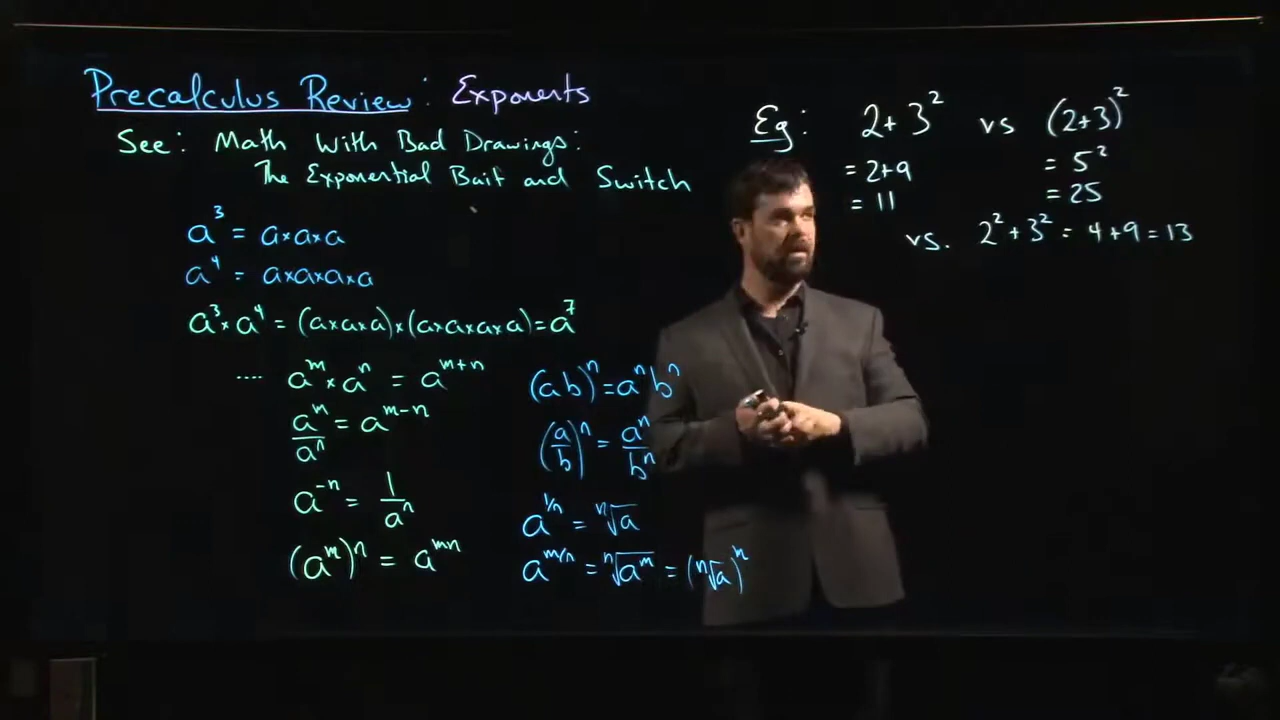 Precalculus Review: Exponents
See: Math With Bad Drawings:
The Exponential Bait and Switch
a³ = a×a×a
a⁴ = a×a×a×a
a³×a⁴ = (a×a×a)×(a×a×a×a)=a⁷
.... aᵐ×aⁿ = aᵐ⁺ⁿ
aᵐ/aⁿ = aᵐ⁻ⁿ
a⁻ⁿ = 1/aⁿ
(aᵐ)ⁿ = aᵐⁿ
(ab)ⁿ=aⁿbⁿ
(a/b)ⁿ = aⁿ/bⁿ
a^(1/n) = ⁿ√a
a^(m/n) = ⁿ√aᵐ = (ⁿ√a)ᵐ
Eg: 2+3² vs (2+3)²
=2+9 = 5²
= 11 = 25
vs. 2²+3² = 4+9=13